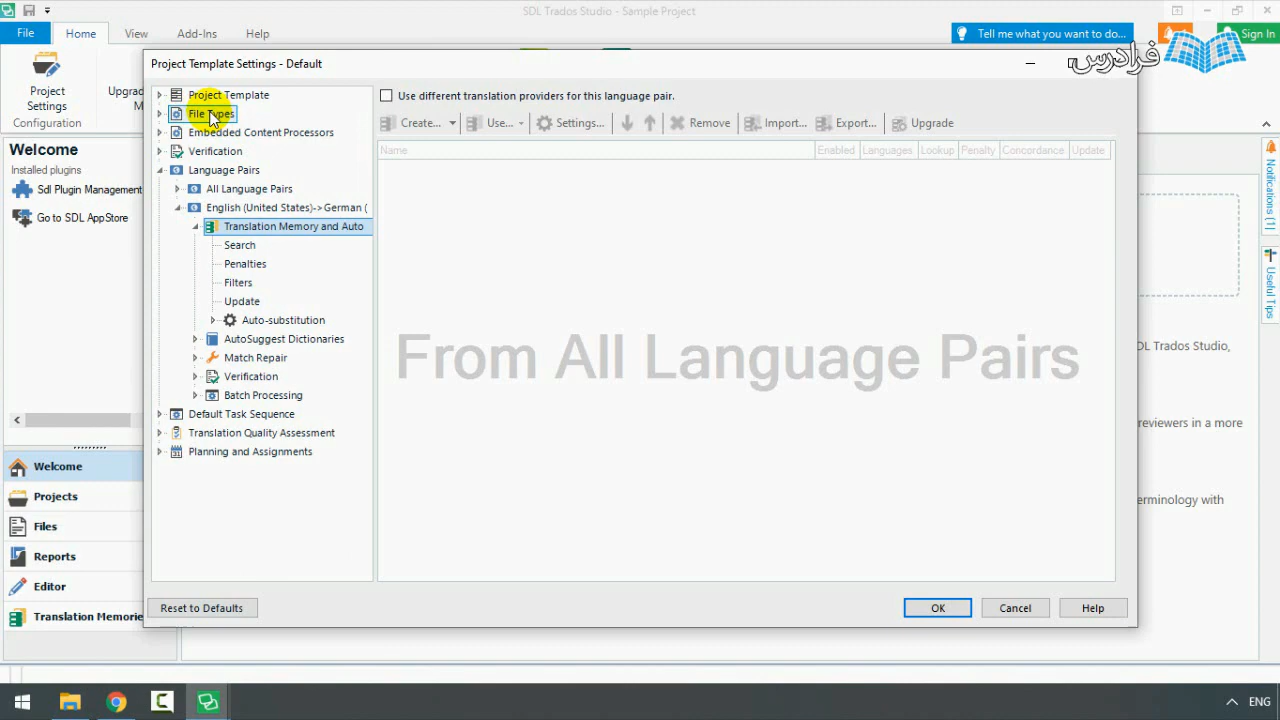 SDL Trados Studio - Sample Project
File
Home
View
Add-Ins
Help
Tell me what you want to do...
Sign In
فرادرس
Project
Settings
Upgra
M
Configuration
Welcome
Installed plugins
Sdl Plugin Management
Go to SDL AppStore
Welcome
Projects
Files
Reports
Editor
Translation Memorie
Project Template Settings - Default
Project Template
File Types
Embedded Content Processors
Verification
Language Pairs
All Language Pairs
English (United States)->German (
Translation Memory and Auto
Search
Penalties
Filters
Update
Auto-substitution
AutoSuggest Dictionaries
Match Repair
Verification
Batch Processing
Default Task Sequence
Translation Quality Assessment
Planning and Assignments
Use different translation providers for this language pair.
Create...
Use...
Settings...
Remove
Import...
Export...
Upgrade
Name
Enabled
Languages
Lookup
Penalty
Concordance
Update
From All Language Pairs
Reset to Defaults
OK
Cancel
Help
Notifications (1)
Useful Tips
DL Trados Studio,
reviewers in a more
erminology with
ENG